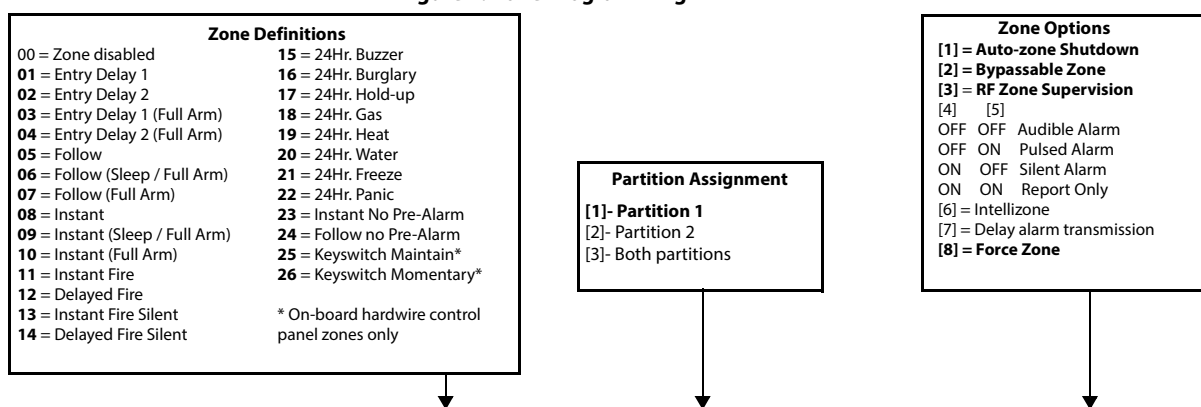 Zone Definitions
00 = Zone disabled
01 = Entry Delay 1
02 = Entry Delay 2
03 = Entry Delay 1 (Full Arm)
04 = Entry Delay 2 (Full Arm)
05 = Follow
06 = Follow (Sleep / Full Arm)
07 = Follow (Full Arm)
08 = Instant
09 = Instant (Sleep / Full Arm)
10 = Instant (Full Arm)
11 = Instant Fire
12 = Delayed Fire
13 = Instant Fire Silent
14 = Delayed Fire Silent
15 = 24Hr. Buzzer
16 = 24Hr. Burglary
17 = 24Hr. Hold-up
18 = 24Hr. Gas
19 = 24Hr. Heat
20 = 24Hr. Water
21 = 24Hr. Freeze
22 = 24Hr. Panic
23 = Instant No Pre-Alarm
24 = Follow no Pre-Alarm
25 = Keyswitch Maintain*
26 = Keyswitch Momentary*
* On-board hardwire control
panel zones only
Partition Assignment
[1]- Partition 1
[2]- Partition 2
[3]- Both partitions
Zone Options
[1] = Auto-zone Shutdown
[2] = Bypassable Zone
[3] = RF Zone Supervision
[4] [5]
OFF OFF Audible Alarm
OFF ON Pulsed Alarm
ON OFF Silent Alarm
ON ON Report Only
[6] = Intellizone
[7] = Delay alarm transmission
[8] = Force Zone